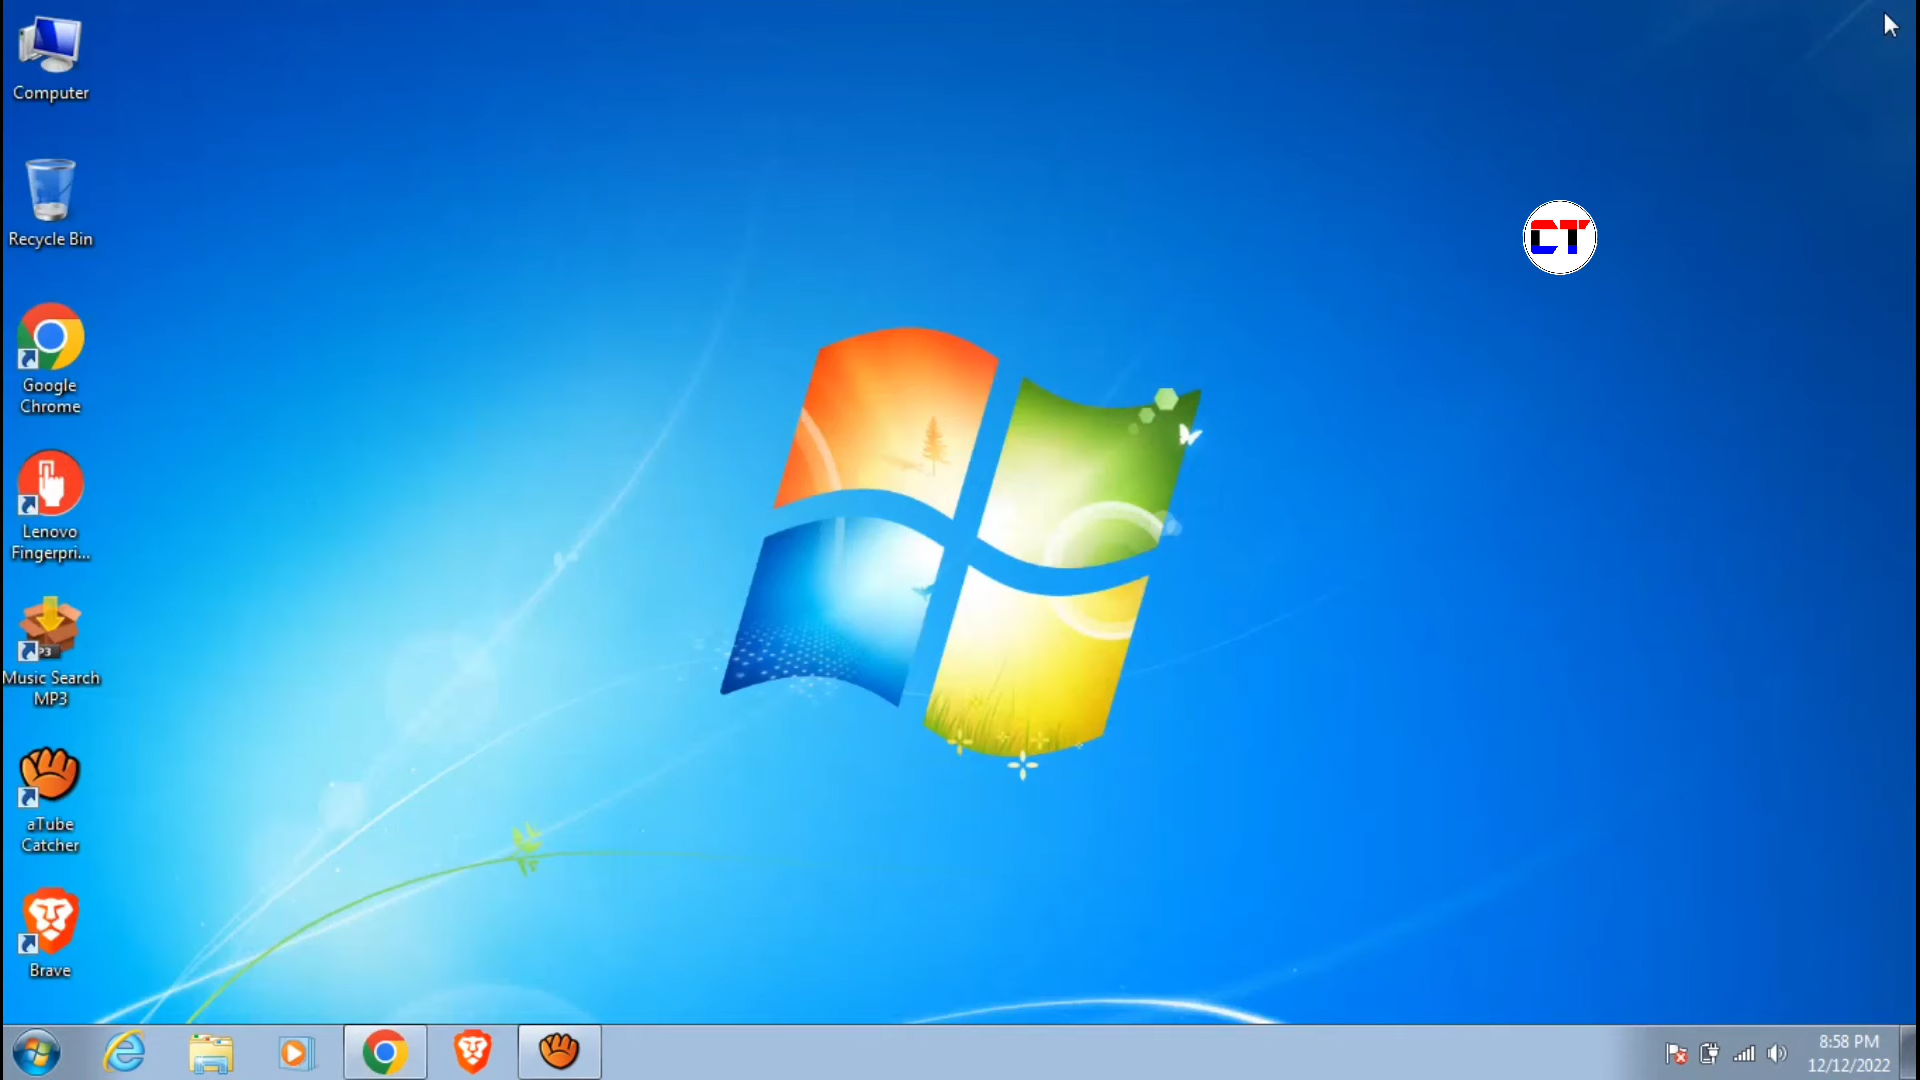 Computer
Recycle Bin
Google
Chrome
Lenovo
Fingerpri...
Music Search
MP3
aTube
Catcher
Brave
CT
8:58 PM
12/12/2022